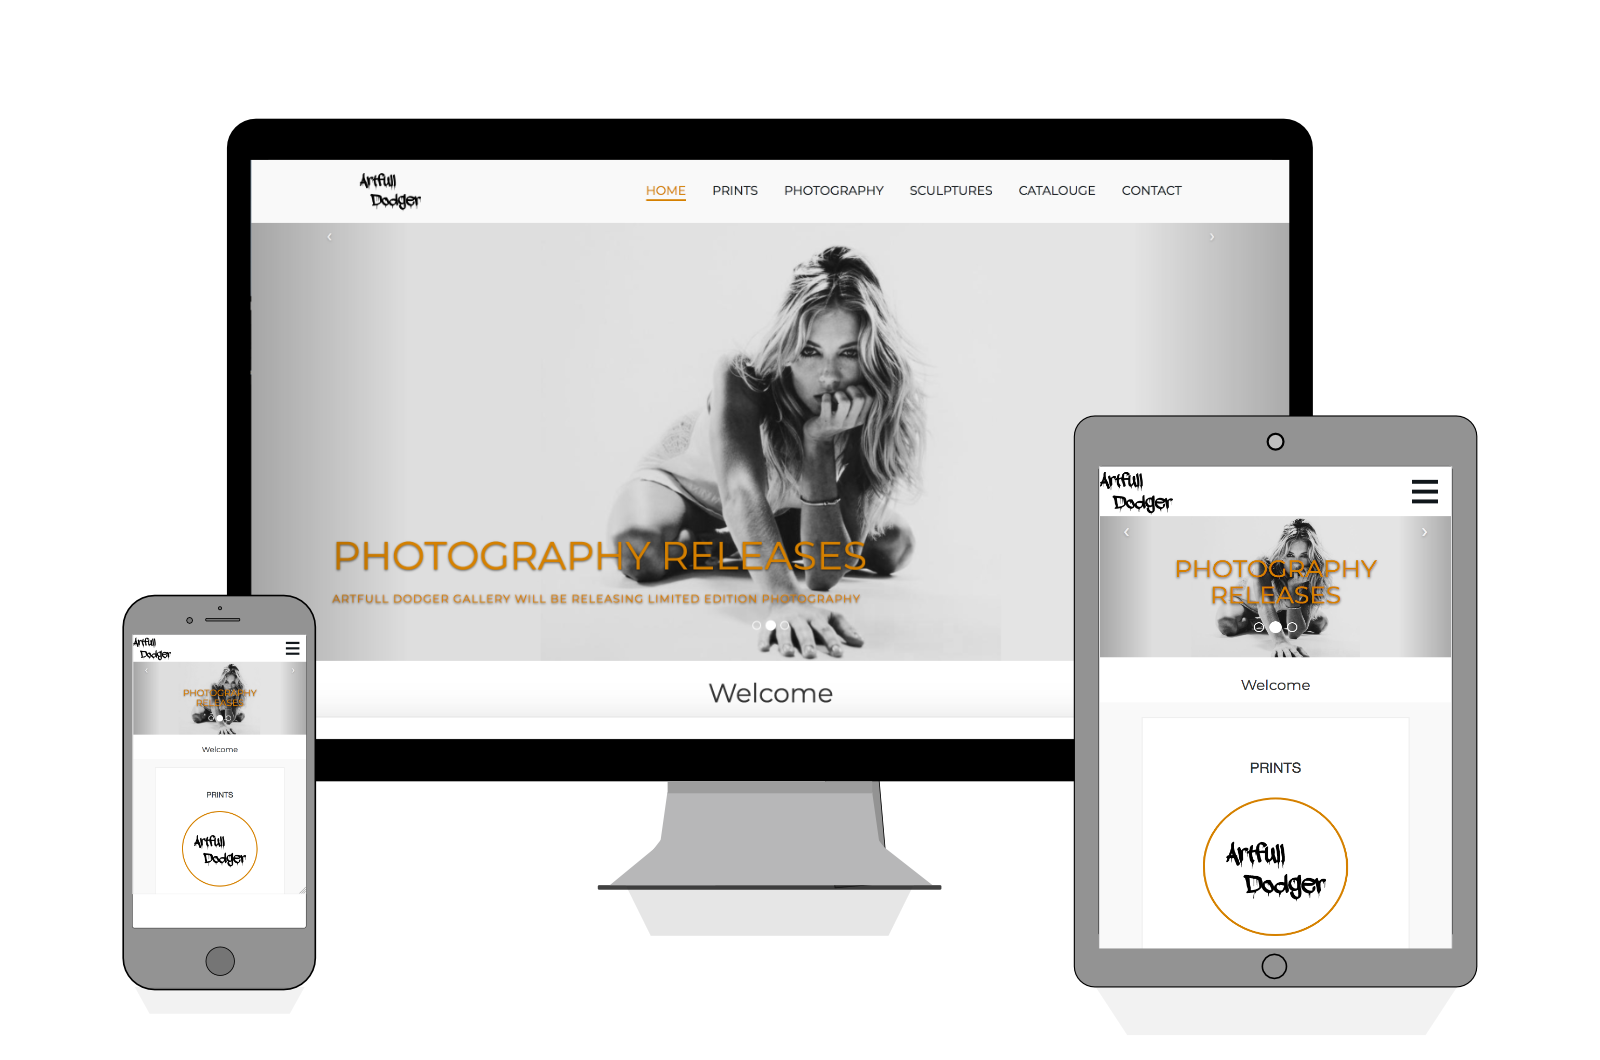 Artfull
Dodger
HOME PRINTS PHOTOGRAPHY SCULPTURES CATALOUGE CONTACT
PHOTOGRAPHY RELEASES
ARTFULL DODGER GALLERY WILL BE RELEASING LIMITED EDITION PHOTOGRAPHY
Welcome
Artfull
Dodger
PHOTOGRAPHY
RELEASES
Welcome
PRINTS
Artfull
Dodger
Artfull
Dodger
PHOTOGRAPHY
RELEASES
Welcome
PRINTS
Artfull
Dodger